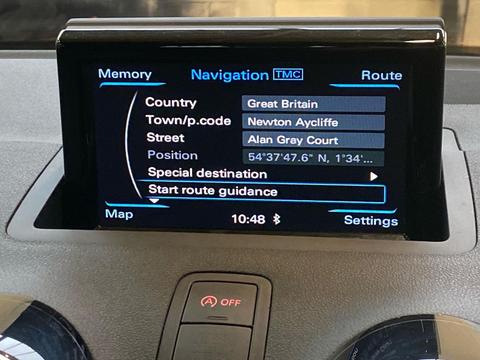 Memory Navigation TMC Route
Country Great Britain
Town/p.code Newton Aycliffe
Street Alan Gray Court
Position 54°37'47.6" N, 1°34'...
Special destination
Start route guidance
Map 10:48 Settings
A OFF